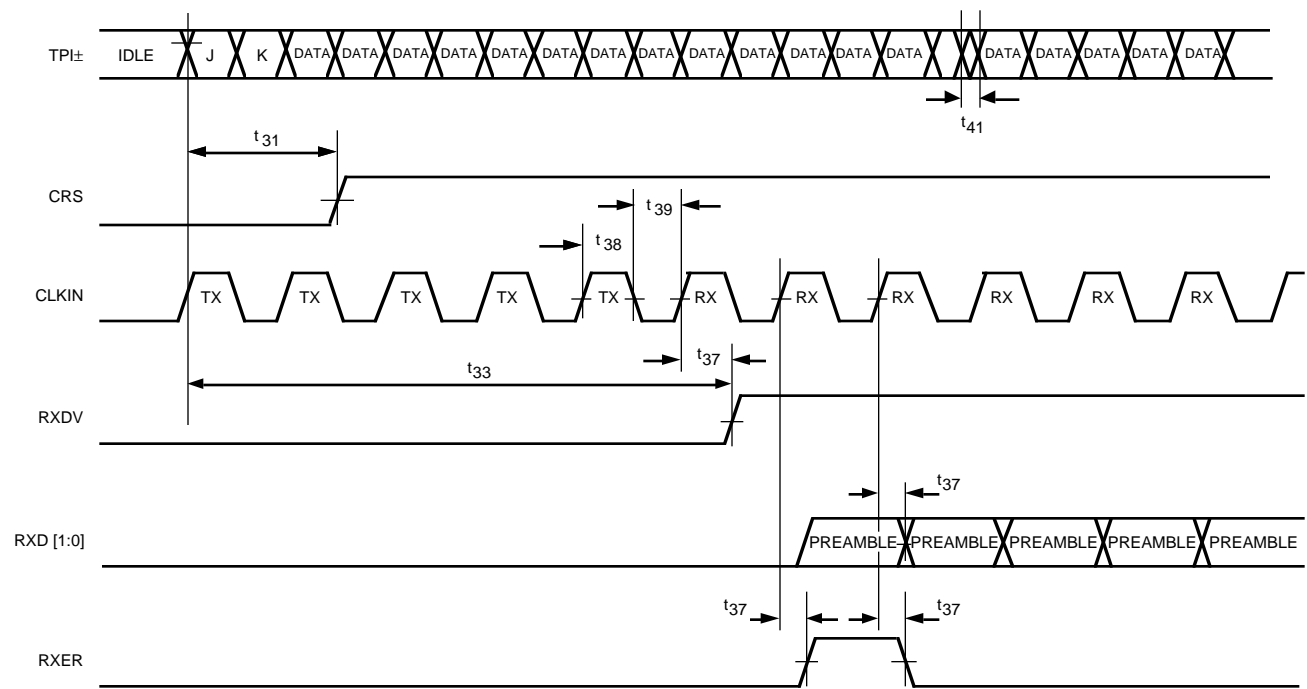 TPI± IDLE J K DATA DATA DATA DATA DATA DATA DATA DATA DATA DATA DATA DATA DATA DATA DATA DATA DATA DATA
t41
t31
CRS
t39
t38
CLKIN TX TX TX TX TX RX RX RX RX RX RX
t37
t33
RXDV
t37
RXD [1:0] PREAMBLE PREAMBLE PREAMBLE PREAMBLE PREAMBLE
t37 t37
RXER